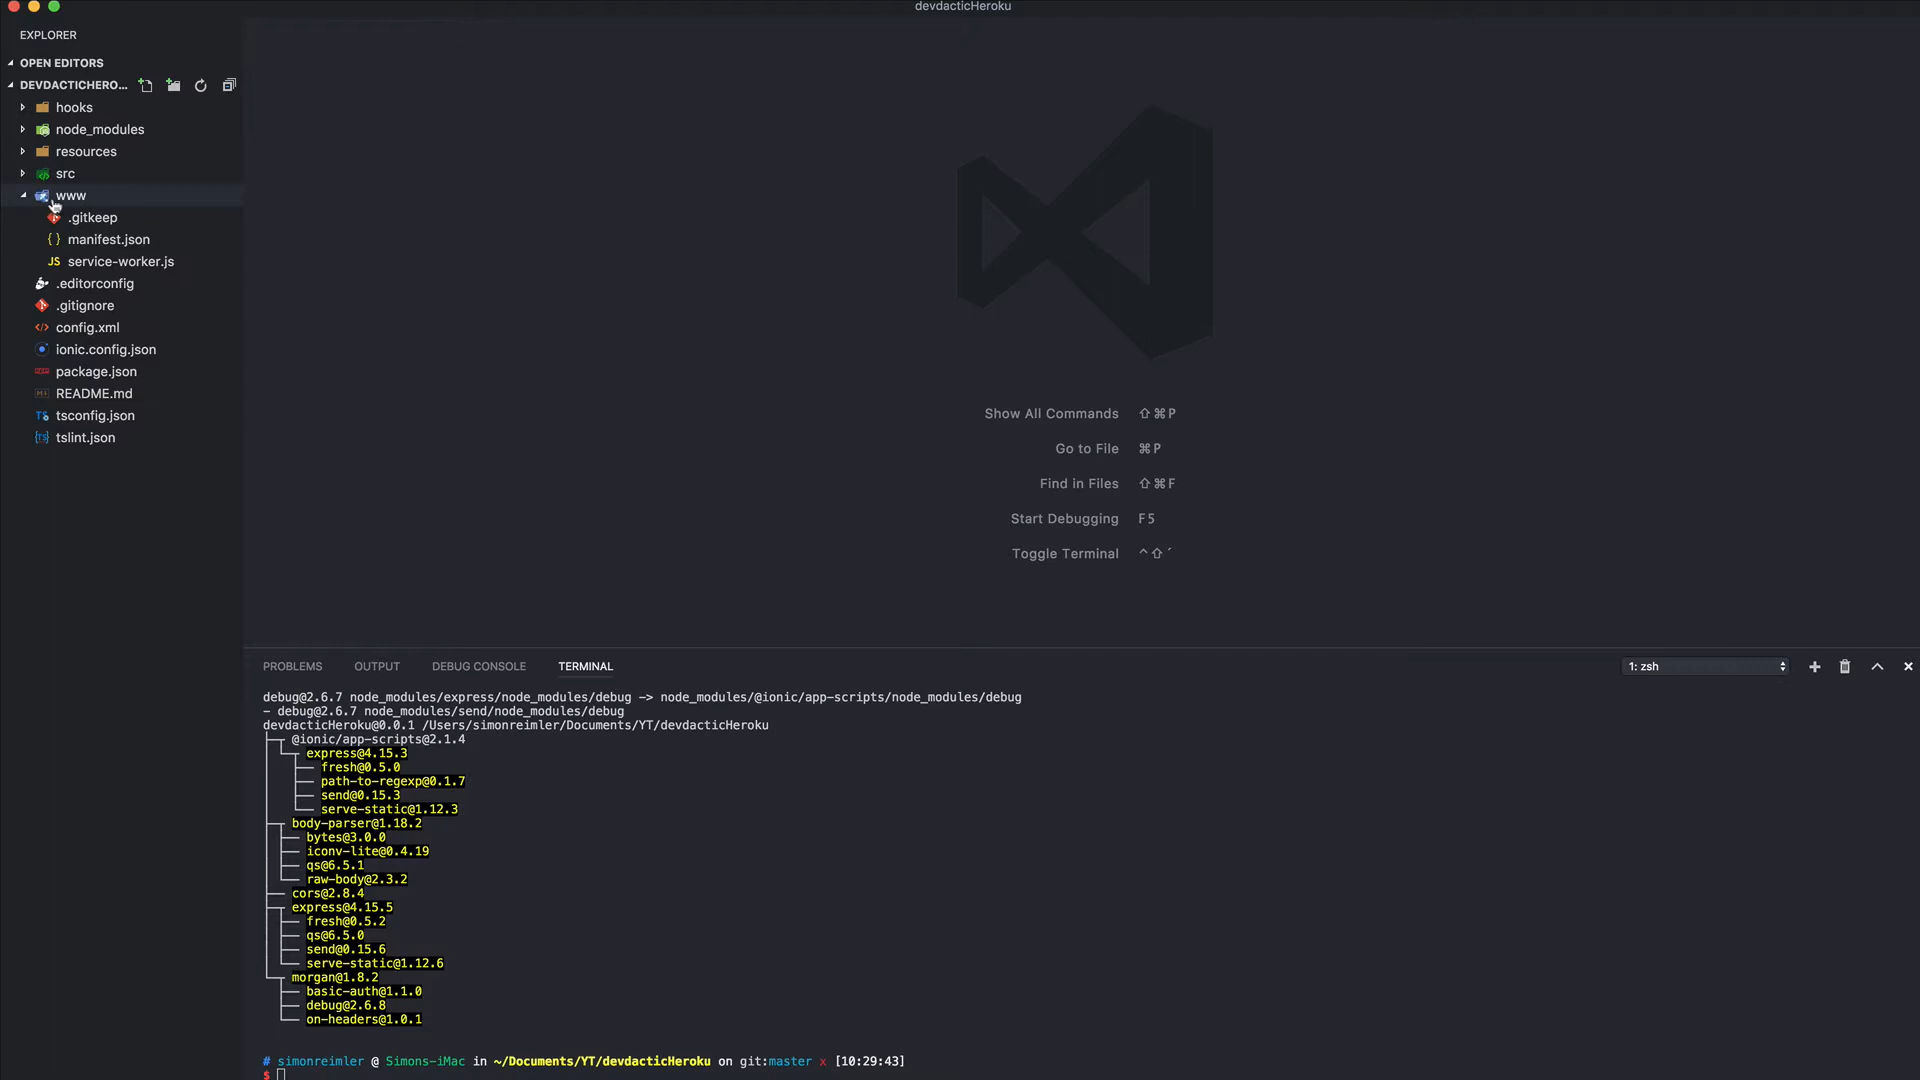 devdacticHeroku
EXPLORER
OPEN EDITORS
DEVDACTICHERO...
hooks
node_modules
resources
src
www
.gitkeep
{ } manifest.json
JS service-worker.js
.editorconfig
.gitignore
</> config.xml
ionic.config.json
package.json
README.md
TS tsconfig.json
[TS] tslint.json
Show All Commands ⇧⌘P
Go to File ⌘P
Find in Files ⇧⌘F
Start Debugging F5
Toggle Terminal ^⇧´
PROBLEMS OUTPUT DEBUG CONSOLE TERMINAL 1: zsh
debug@2.6.7 node_modules/express/node_modules/debug -> node_modules/@ionic/app-scripts/node_modules/debug
- debug@2.6.7 node_modules/send/node_modules/debug
devdacticHeroku@0.0.1 /Users/simonreimler/Documents/YT/devdacticHeroku
├─┬ @ionic/app-scripts@2.1.4
│ └─┬ express@4.15.3
│   ├── fresh@0.5.0
│   ├── path-to-regexp@0.1.7
│   ├── send@0.15.3
│   └── serve-static@1.12.3
├─┬ body-parser@1.18.2
│ ├── bytes@3.0.0
│ ├── iconv-lite@0.4.19
│ ├── qs@6.5.1
│ └── raw-body@2.3.2
├── cors@2.8.4
├─┬ express@4.15.5
│ ├── fresh@0.5.2
│ ├── qs@6.5.0
│ ├── send@0.15.6
│ └── serve-static@1.12.6
└─┬ morgan@1.8.2
  ├── basic-auth@1.1.0
  ├── debug@2.6.8
  └── on-headers@1.0.1
# simonreimler @ Simons-iMac in ~/Documents/YT/devdacticHeroku on git:master x [10:29:43]
$